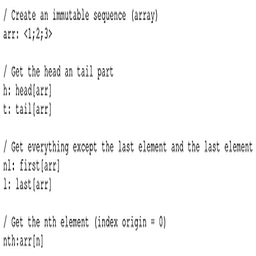 / Create an immutable sequence (array)
arr: <1;2;3>
/ Get the head an tail part
h: head[arr]
t: tail[arr]
/ Get everything except the last element and the last element
nl: first[arr]
l: last[arr]
/ Get the nth element (index origin = 0)
nth:arr[n]